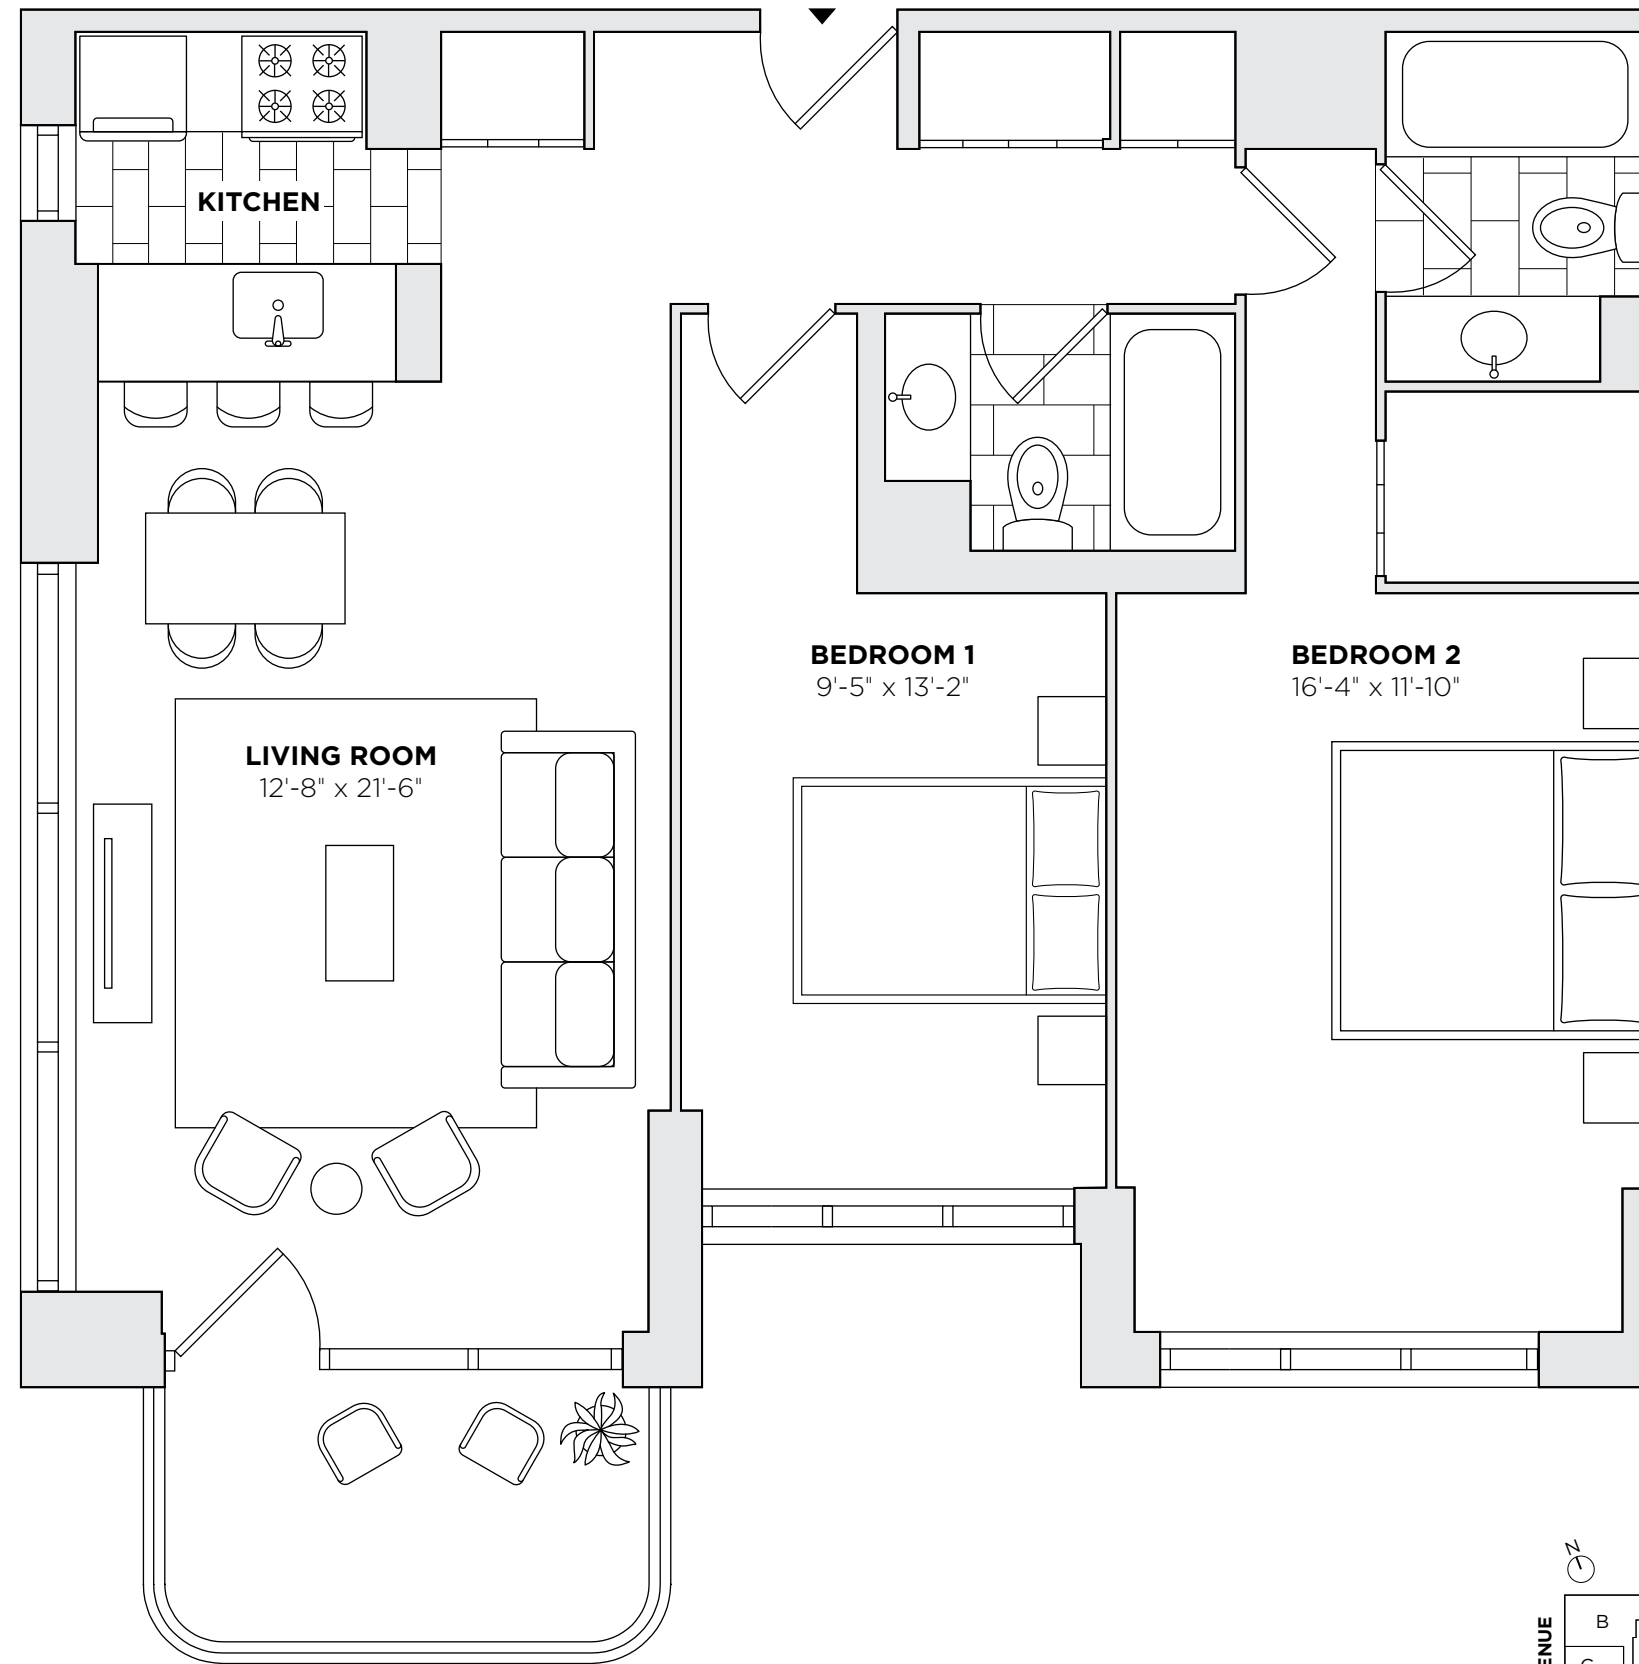 KITCHEN
BEDROOM 1
9'-5" x 13'-2"
BEDROOM 2
16'-4" x 11'-10"
LIVING ROOM
12'-8" x 21'-6"
N
B